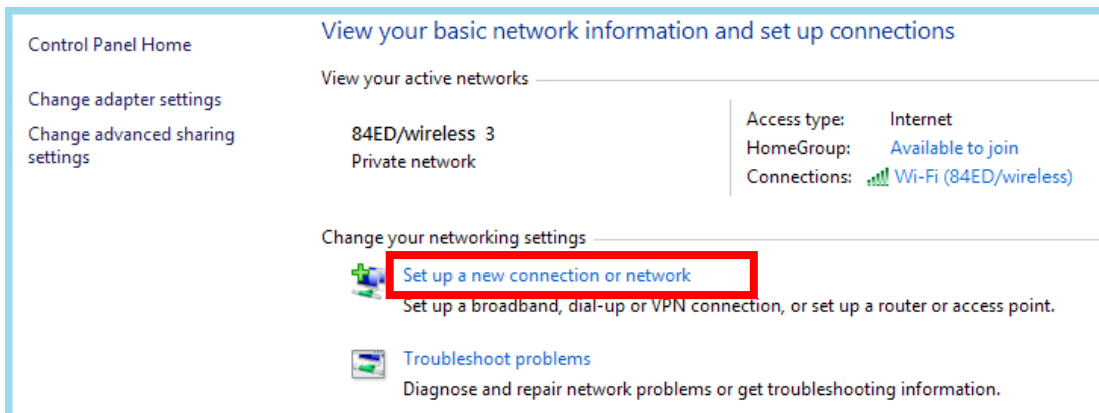 Control Panel Home
Change adapter settings
Change advanced sharing
settings
View your basic network information and set up connections
View your active networks
84ED/wireless 3
Private network
Access type: Internet
HomeGroup: Available to join
Connections: Wi-Fi (84ED/wireless)
Change your networking settings
Set up a new connection or network
Set up a broadband, dial-up or VPN connection, or set up a router or access point.
Troubleshoot problems
Diagnose and repair network problems or get troubleshooting information.